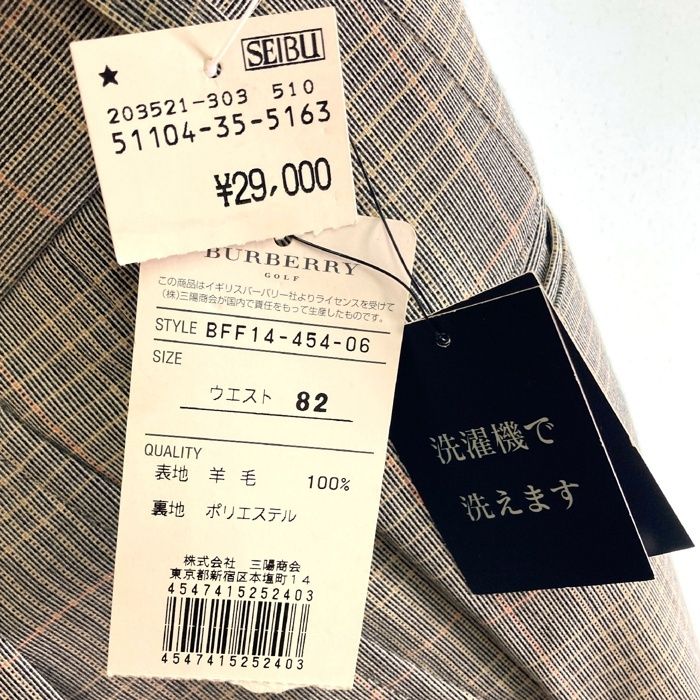 SEIBU
★
203521-303 510
51104-35-5163
¥29,000
BURBERRY
GOLF
この商品はイギリスバーバリー社よりライセンスを受けて
(株)三陽商会が国内で責任をもって生産したものです。
STYLE BFF14-454-06
SIZE
ウエスト 82
QUALITY
表地 羊毛 100%
裏地 ポリエステル
株式会社 三陽商会
東京都新宿区本塩町14
4547415252403
4547415252403
洗濯機で
洗えます